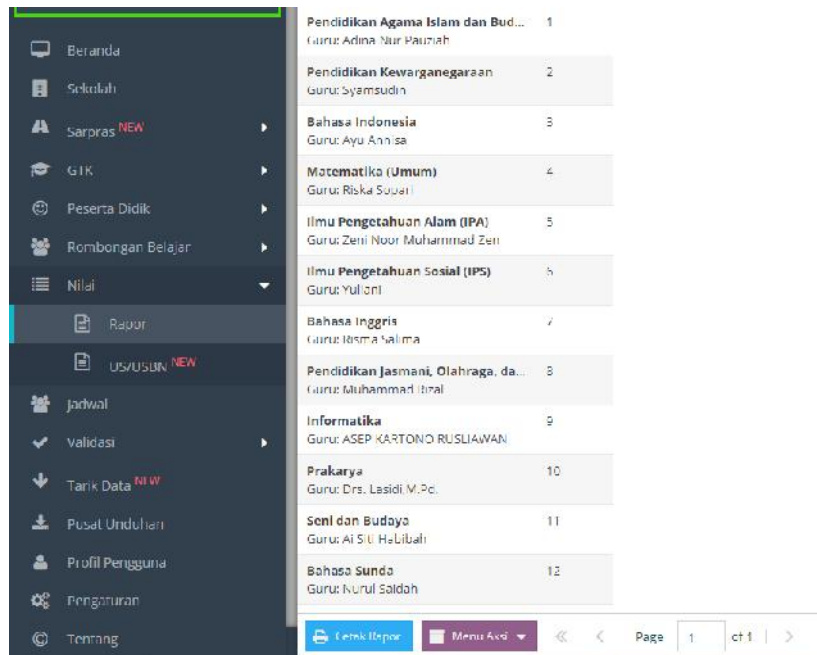 Beranda
Sekolah
Sarpras NEW
GTK
Peserta Didik
Rombongan Belajar
Nilai
Rapor
US/USBN NEW
Jadwal
Validasi
Tarik Data NEW
Pusat Unduhan
Profil Pengguna
Pengaturan
Tentang
Pendidikan Agama Islam dan Bud... 1
Guru: Adina Nur Pauziah
Pendidikan Kewarganegaraan 2
Guru: Syamsudin
Bahasa Indonesia 3
Guru: Ayu Annisa
Matematika (Umum) 4
Guru: Riska Sopari
Ilmu Pengetahuan Alam (IPA) 5
Guru: Zeni Noor Muhammad Zen
Ilmu Pengetahuan Sosial (IPS) 6
Guru: Yuliani
Bahasa Inggris 7
Guru: Risma Salima
Pendidikan Jasmani, Olahraga, da... 8
Guru: Muhammad Rizal
Informatika 9
Guru: ASEP KARTONO RUSLIAWAN
Prakarya 10
Guru: Drs. Lasidi,M.Pd.
Seni dan Budaya 11
Guru: Ai Siti Habibah
Bahasa Sunda 12
Guru: Nurul Saidah
Cetak Rapor Menu Aksi Page 1 of 1